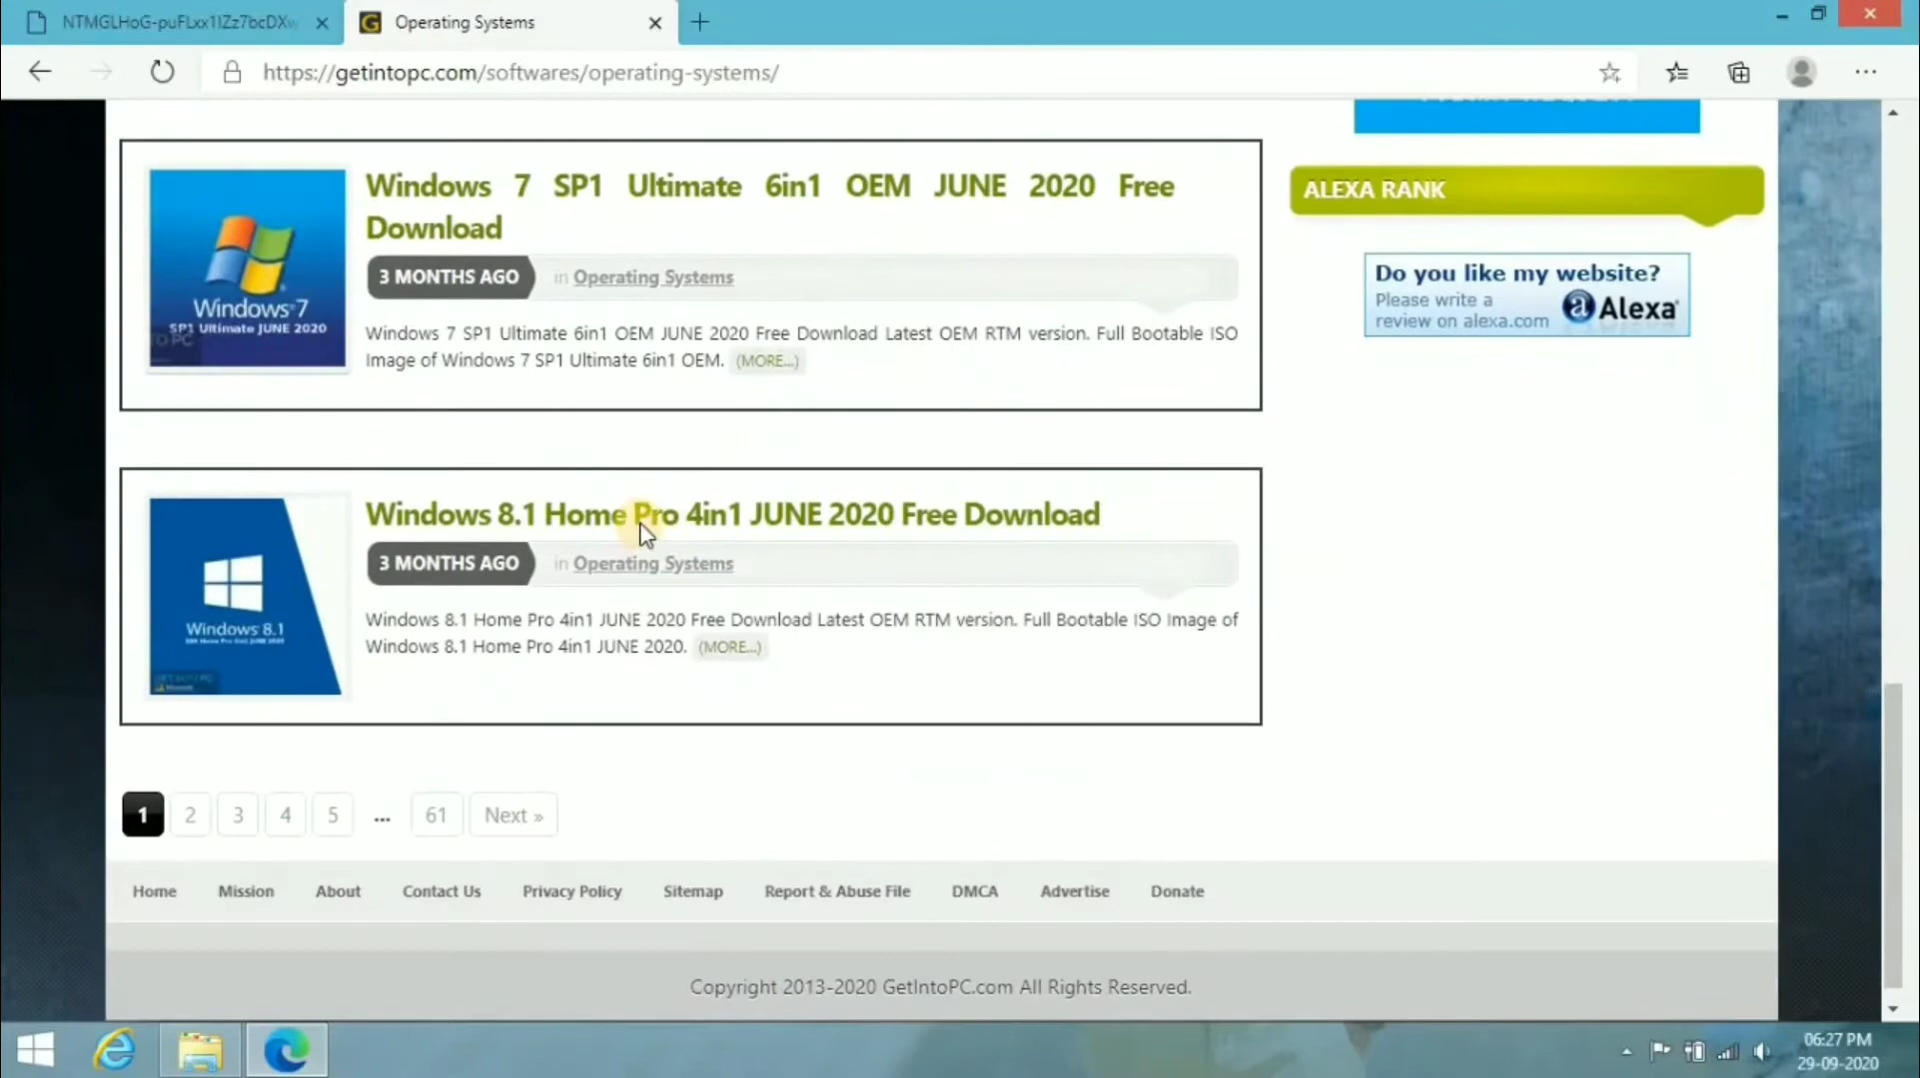 NTMGLHoG-puFLxx1IZz7bcDXw
Operating Systems
https://getintopc.com/softwares/operating-systems/
Windows 7 SP1 Ultimate 6in1 OEM JUNE 2020 Free
Download
3 MONTHS AGO in Operating Systems
Windows 7 SP1 Ultimate 6in1 OEM JUNE 2020 Free Download Latest OEM RTM version. Full Bootable ISO
Image of Windows 7 SP1 Ultimate 6in1 OEM. (MORE...)
Windows 7
SP1 Ultimate JUNE 2020
TO PC
ALEXA RANK
Do you like my website?
Please write a
review on alexa.com
a Alexa
Windows 8.1 Home Pro 4in1 JUNE 2020 Free Download
3 MONTHS AGO in Operating Systems
Windows 8.1 Home Pro 4in1 JUNE 2020 Free Download Latest OEM RTM version. Full Bootable ISO Image of
Windows 8.1 Home Pro 4in1 JUNE 2020. (MORE...)
Windows 8.1
1 2 3 4 5 ... 61 Next »
Home Mission About Contact Us Privacy Policy Sitemap Report & Abuse File DMCA Advertise Donate
Copyright 2013-2020 GetIntoPC.com All Rights Reserved.
06:27 PM
29-09-2020